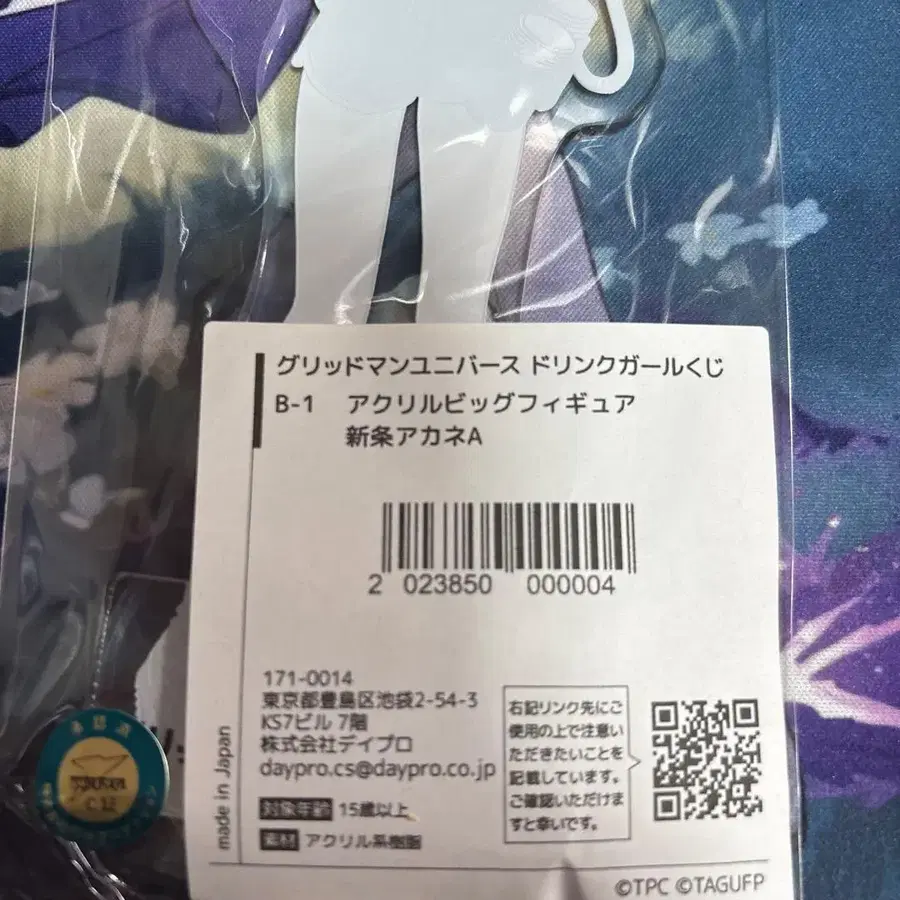 グリッドマンユニバース ドリンクガールくじ
B-1 アクリルビッグフィギュア
新条アカネA
2 023850 000004
171-0014
東京都豊島区池袋2-54-3
KS7ビル 7階
株式会社デイプロ
daypro.cs@daypro.co.jp
対象年齢 15歳以上
素材 アクリル系樹脂
右記リンク先にご
使用の上で注意い
ただきたいことを
記載しています。
ご確認いただけま
すと幸いです。
made in Japan
©TPC ©TAGUFP